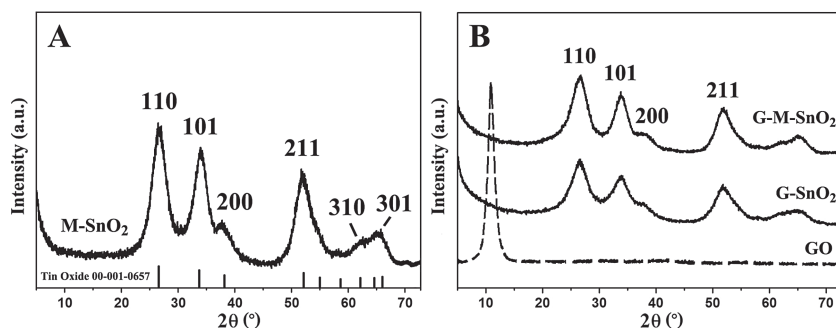 A
Intensity (a.u.)
110
101
200
211
310
301
M-SnO₂
Tin Oxide 00-001-0657
10 20 30 40 50 60 70
2θ (°)
B
Intensity (a.u.)
110
101
200
211
G-M-SnO₂
G-SnO₂
GO
10 20 30 40 50 60 70
2θ (°)